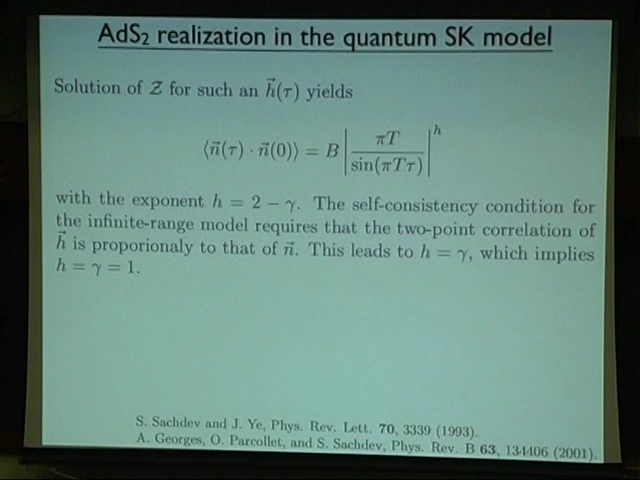 AdS₂ realization in the quantum SK model
Solution of 𝒵 for such an h⃗(τ) yields
⟨n⃗(τ) · n⃗(0)⟩ = B |πT / sin(πTτ)|^h
with the exponent h = 2 − γ. The self-consistency condition for
the infinite-range model requires that the two-point correlation of
h⃗ is proporionaly to that of n⃗. This leads to h = γ, which implies
h = γ = 1.
S. Sachdev and J. Ye, Phys. Rev. Lett. 70, 3339 (1993).
A. Georges, O. Parcollet, and S. Sachdev, Phys. Rev. B 63, 134406 (2001).